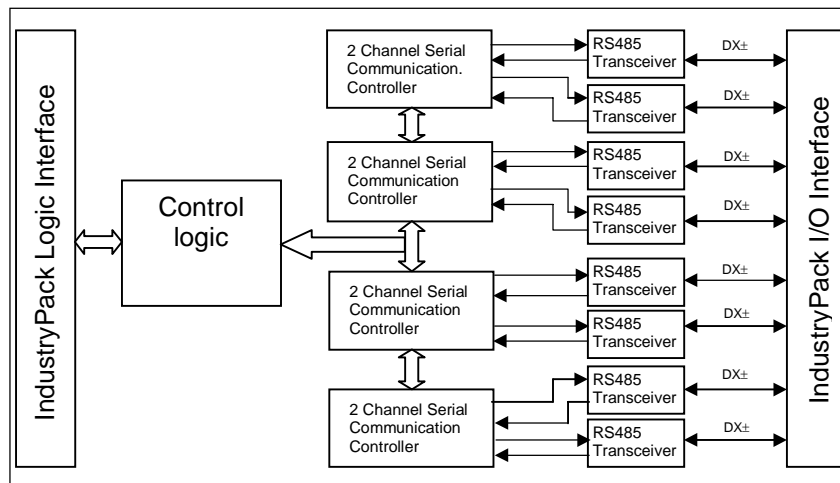 IndustryPack Logic Interface
Control
logic
2 Channel Serial
Communication.
Controller
2 Channel Serial
Communication
Controller
2 Channel Serial
Communication
Controller
2 Channel Serial
Communication
Controller
RS485
Transceiver
DX±
RS485
Transceiver
DX±
RS485
Transceiver
DX±
RS485
Transceiver
DX±
RS485
Transceiver
DX±
RS485
Transceiver
DX±
RS485
Transceiver
DX±
RS485
Transceiver
DX±
IndustryPack I/O Interface